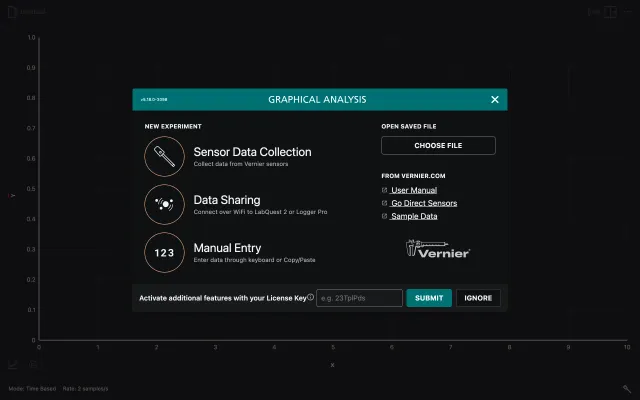 1.0
0.9
0.8
0.7
0.6
0.5
0.4
0.3
0.2
0.1
0
Y
0
1
2
3
4
5
6
7
8
9
10
X
GRAPHICAL ANALYSIS
NEW EXPERIMENT
Sensor Data Collection
Collect data from Vernier sensors
Data Sharing
Connect over WiFi to LabQuest 2 or Logger Pro
123
Manual Entry
Enter data through keyboard or Copy/Paste
OPEN SAVED FILE
CHOOSE FILE
FROM VERNIER.COM
User Manual
Go Direct Sensors
Sample Data
Vernier
Activate additional features with your License Key
e.g. 23TplPds
SUBMIT
IGNORE
Mode: Time Based Rate: 2 samples/s